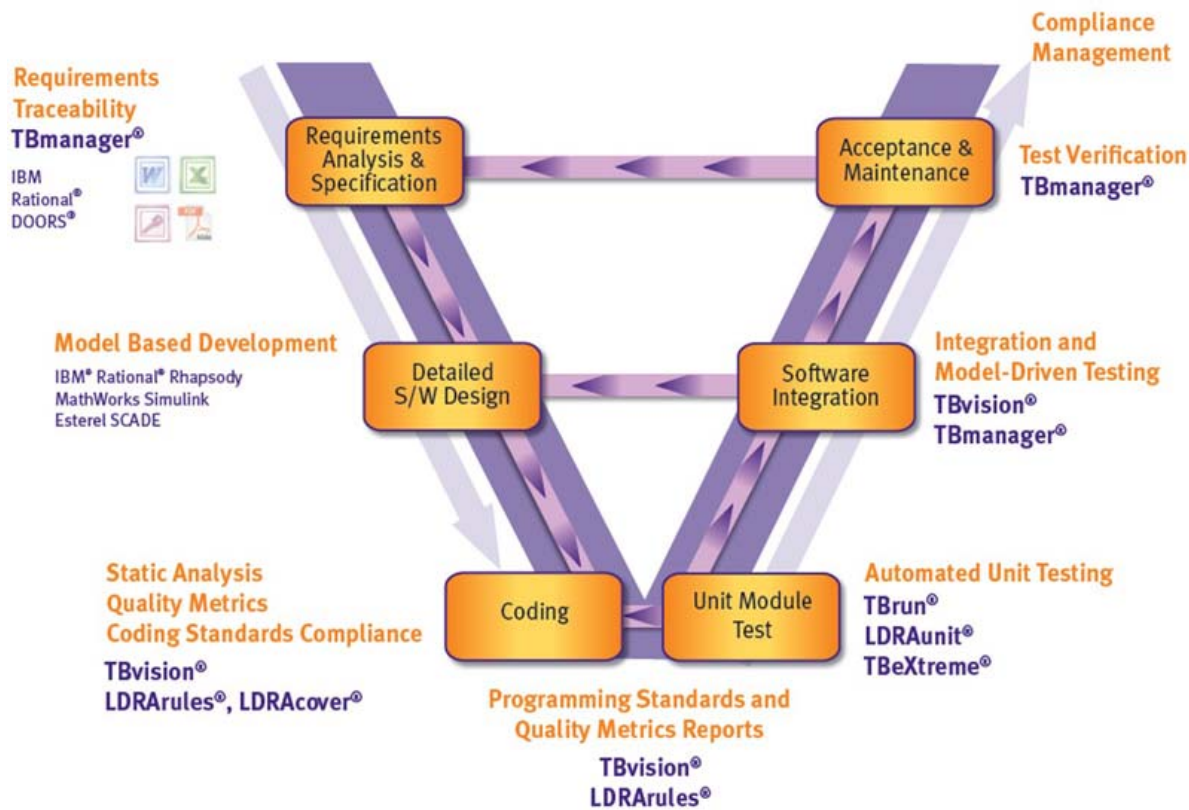 Compliance
Management
Requirements
Traceability
TBmanager®
IBM
Rational®
DOORS®
Requirements
Analysis &
Specification
Acceptance &
Maintenance
Test Verification
TBmanager®
Model Based Development
IBM® Rational® Rhapsody
MathWorks Simulink
Esterel SCADE
Detailed
S/W Design
Software
Integration
Integration and
Model-Driven Testing
TBvision®
TBmanager®
Static Analysis
Quality Metrics
Coding Standards Compliance
TBvision®
LDRArules®, LDRAcover®
Coding
Unit Module
Test
Automated Unit Testing
TBrun®
LDRAunit®
TBeXtreme®
Programming Standards and
Quality Metrics Reports
TBvision®
LDRArules®